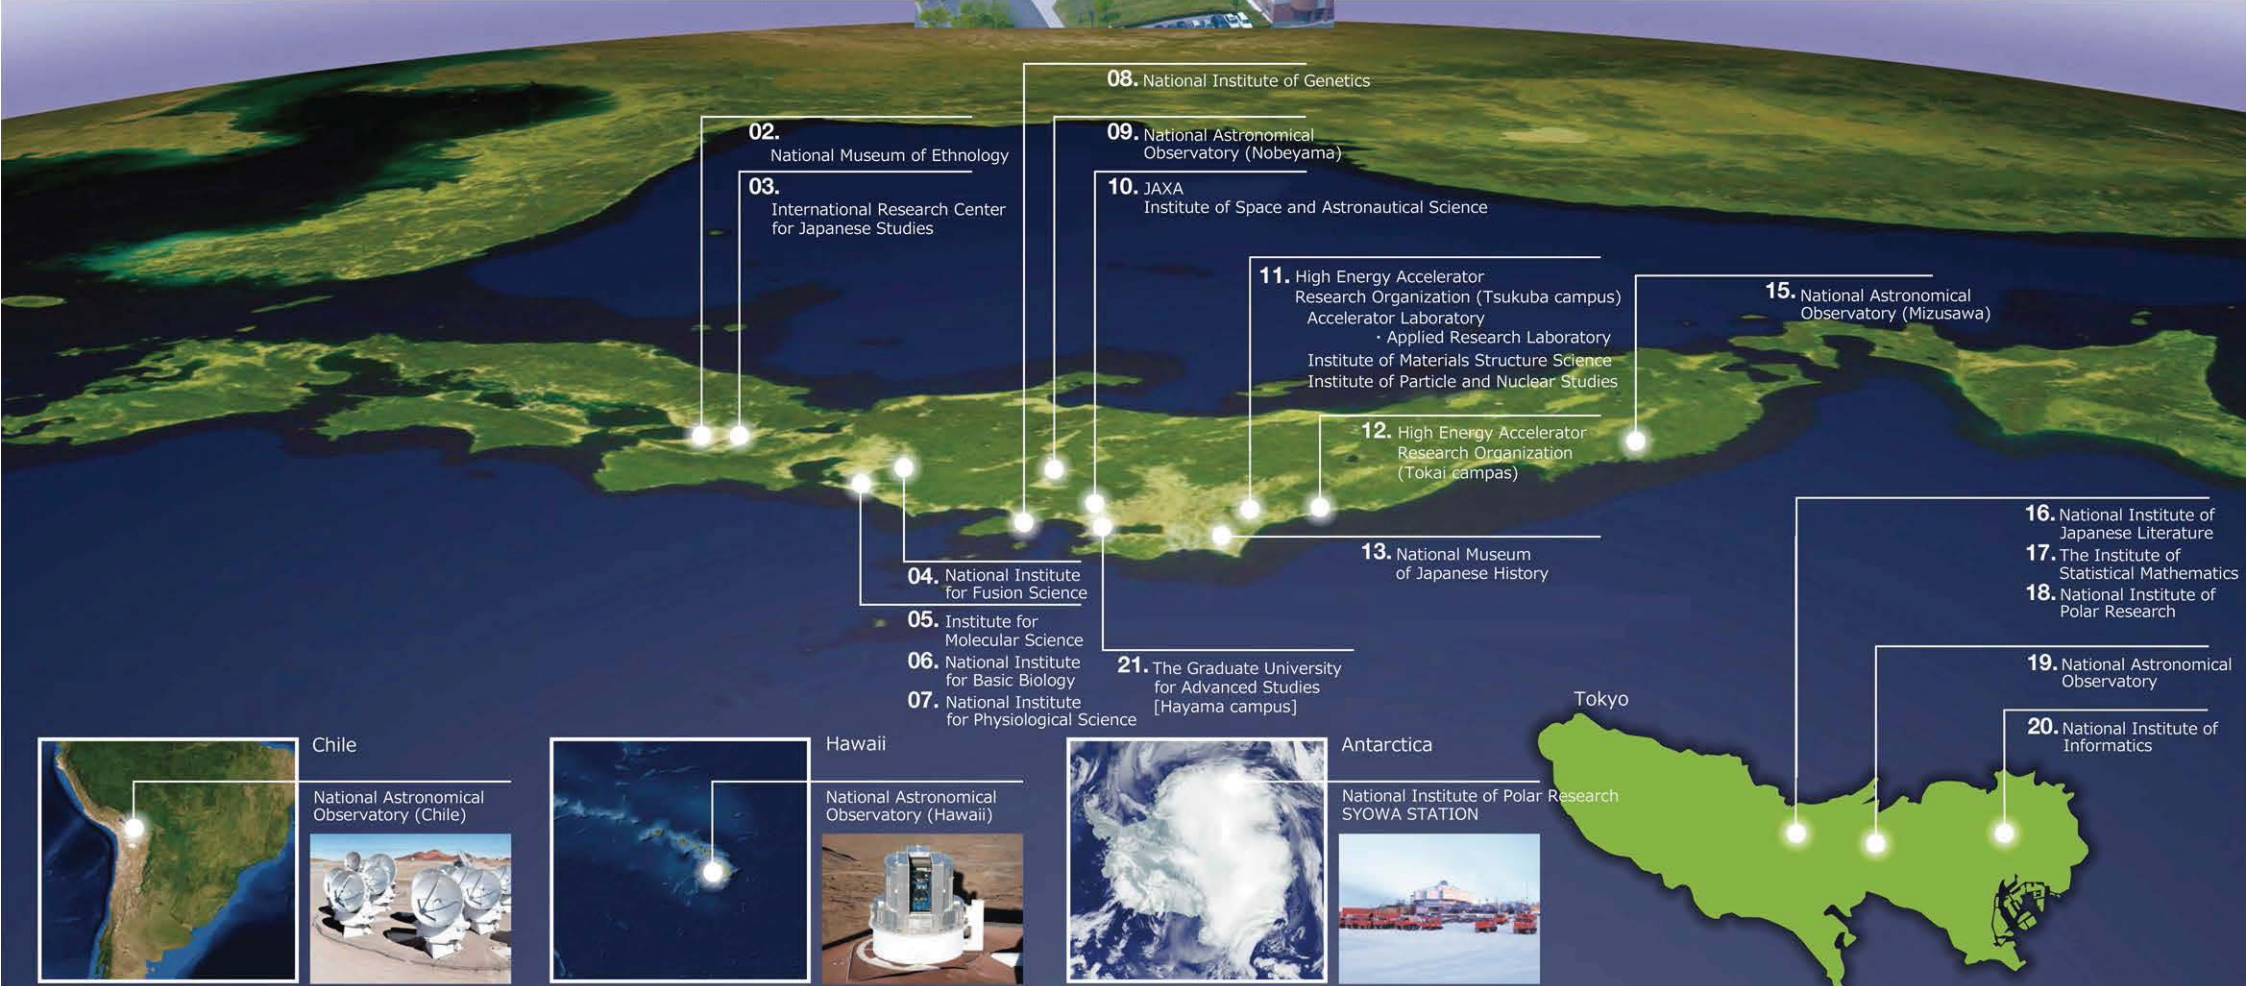 08. National Institute of Genetics
02.
National Museum of Ethnology
09. National Astronomical
Observatory (Nobeyama)
03.
International Research Center
for Japanese Studies
10. JAXA
Institute of Space and Astronautical Science
11. High Energy Accelerator
Research Organization (Tsukuba campus)
Accelerator Laboratory
・Applied Research Laboratory
Institute of Materials Structure Science
Institute of Particle and Nuclear Studies
15. National Astronomical
Observatory (Mizusawa)
12. High Energy Accelerator
Research Organization
(Tokai campas)
13. National Museum
of Japanese History
04. National Institute
for Fusion Science
05. Institute for
Molecular Science
06. National Institute
for Basic Biology
07. National Institute
for Physiological Science
21. The Graduate University
for Advanced Studies
[Hayama campus]
16. National Institute of
Japanese Literature
17. The Institute of
Statistical Mathematics
18. National Institute of
Polar Research
19. National Astronomical
Observatory
20. National Institute of
Informatics
Tokyo
Chile
National Astronomical
Observatory (Chile)
Hawaii
National Astronomical
Observatory (Hawaii)
Antarctica
National Institute of Polar Research
SYOWA STATION